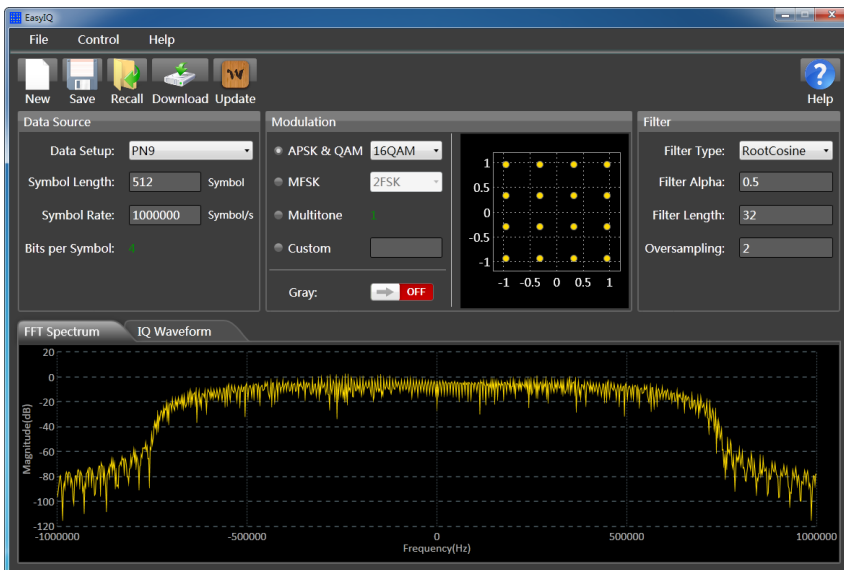 EasyIQ
File Control Help
New Save Recall Download Update Help
Data Source
Data Setup: PN9
Symbol Length: 512 Symbol
Symbol Rate: 1000000 Symbol/s
Bits per Symbol: 4
Modulation
APSK & QAM 16QAM
MFSK 2FSK
Multitone 1
Custom
Gray: OFF
1
0.5
0
-0.5
-1
-1 -0.5 0 0.5 1
Filter
Filter Type: RootCosine
Filter Alpha: 0.5
Filter Length: 32
Oversampling: 2
FFT Spectrum IQ Waveform
Magnitude(dB)
20
0
-20
-40
-60
-80
-100
-120
-1000000 -500000 0 500000 1000000
Frequency(Hz)